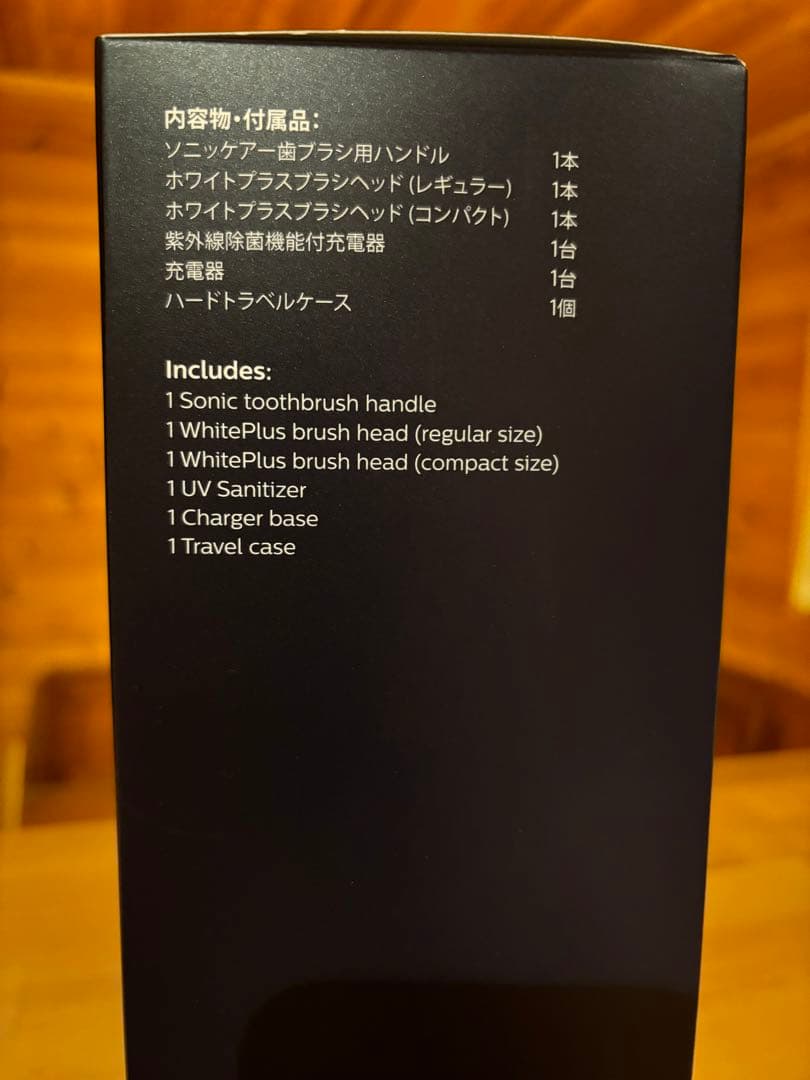 内容物・付属品：
ソニッケアー歯ブラシ用ハンドル 1本
ホワイトプラスブラシヘッド (レギュラー) 1本
ホワイトプラスブラシヘッド (コンパクト) 1本
紫外線除菌機能付充電器 1台
充電器 1台
ハードトラベルケース 1個
Includes:
1 Sonic toothbrush handle
1 WhitePlus brush head (regular size)
1 WhitePlus brush head (compact size)
1 UV Sanitizer
1 Charger base
1 Travel case